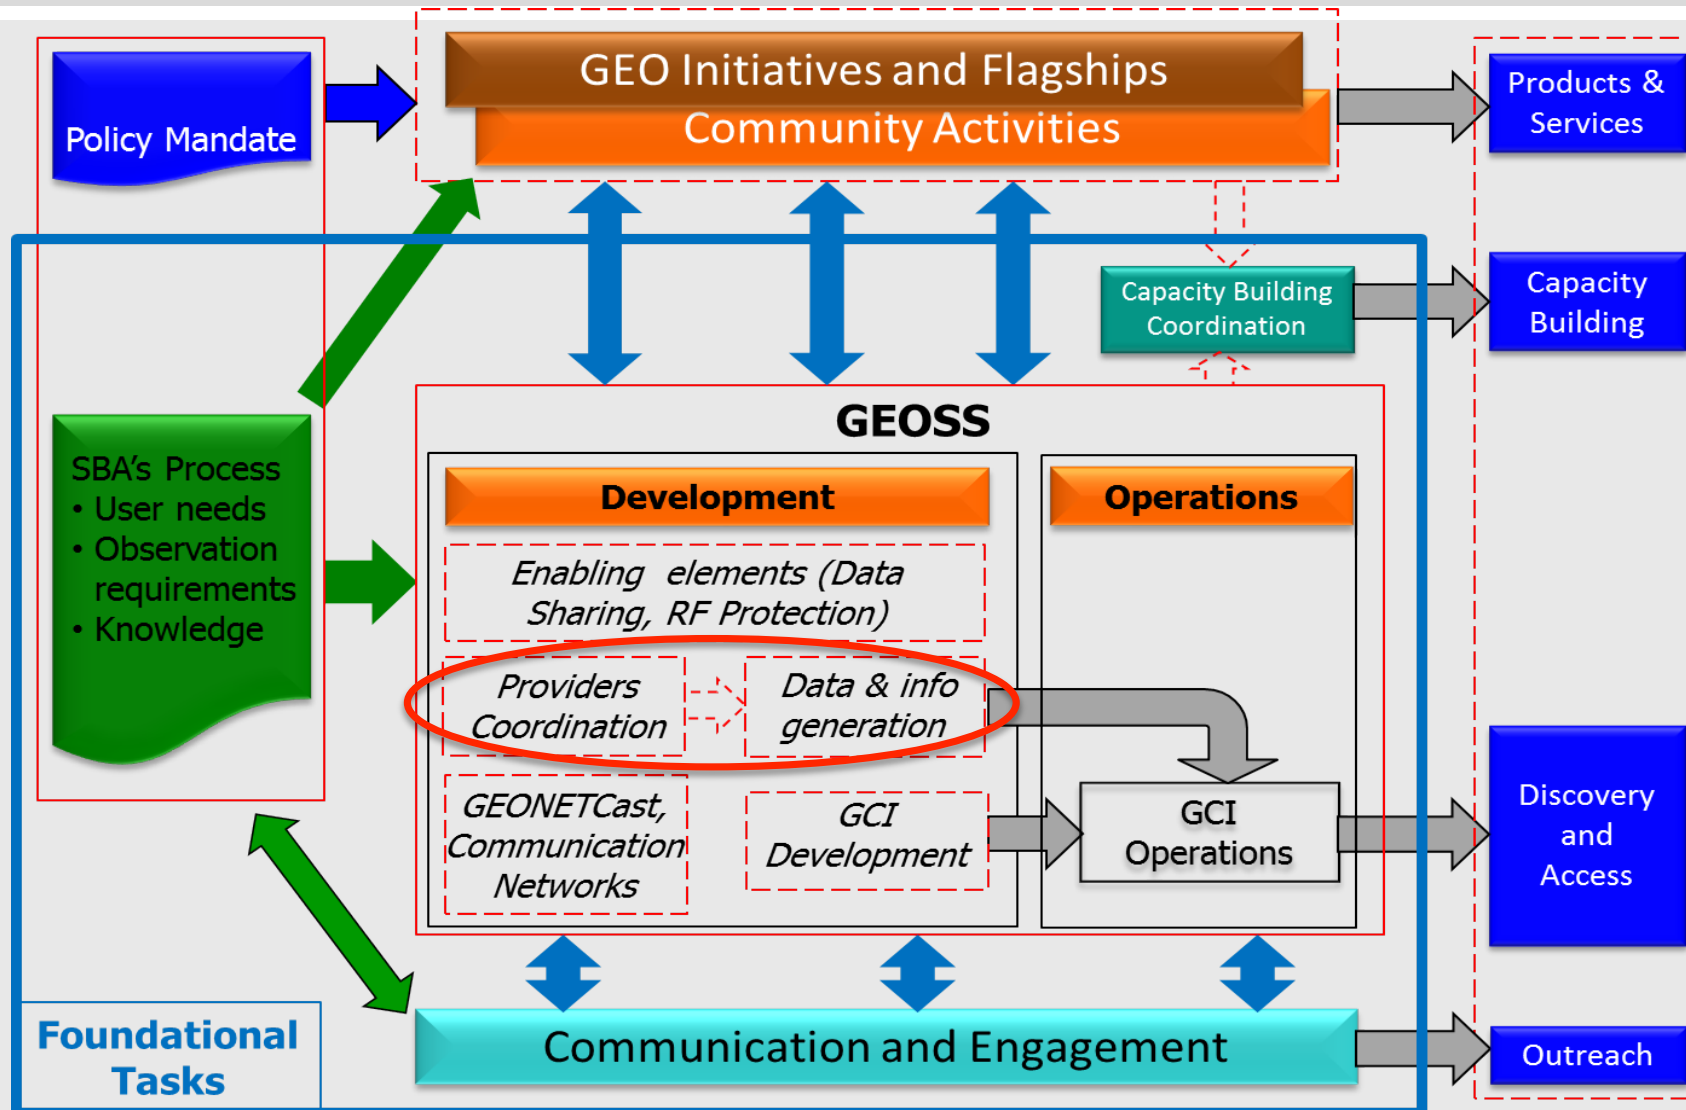 GEO Initiatives and Flagships
Community Activities
Policy Mandate
Products &
Services
Capacity Building
Coordination
Capacity
Building
SBA's Process
• User needs
• Observation
requirements
• Knowledge
GEOSS
Development
Operations
Enabling elements (Data
Sharing, RF Protection)
Providers
Coordination
Data & info
generation
GEONETCast,
Communication
Networks
GCI
Development
GCI
Operations
Discovery
and
Access
Foundational
Tasks
Communication and Engagement
Outreach